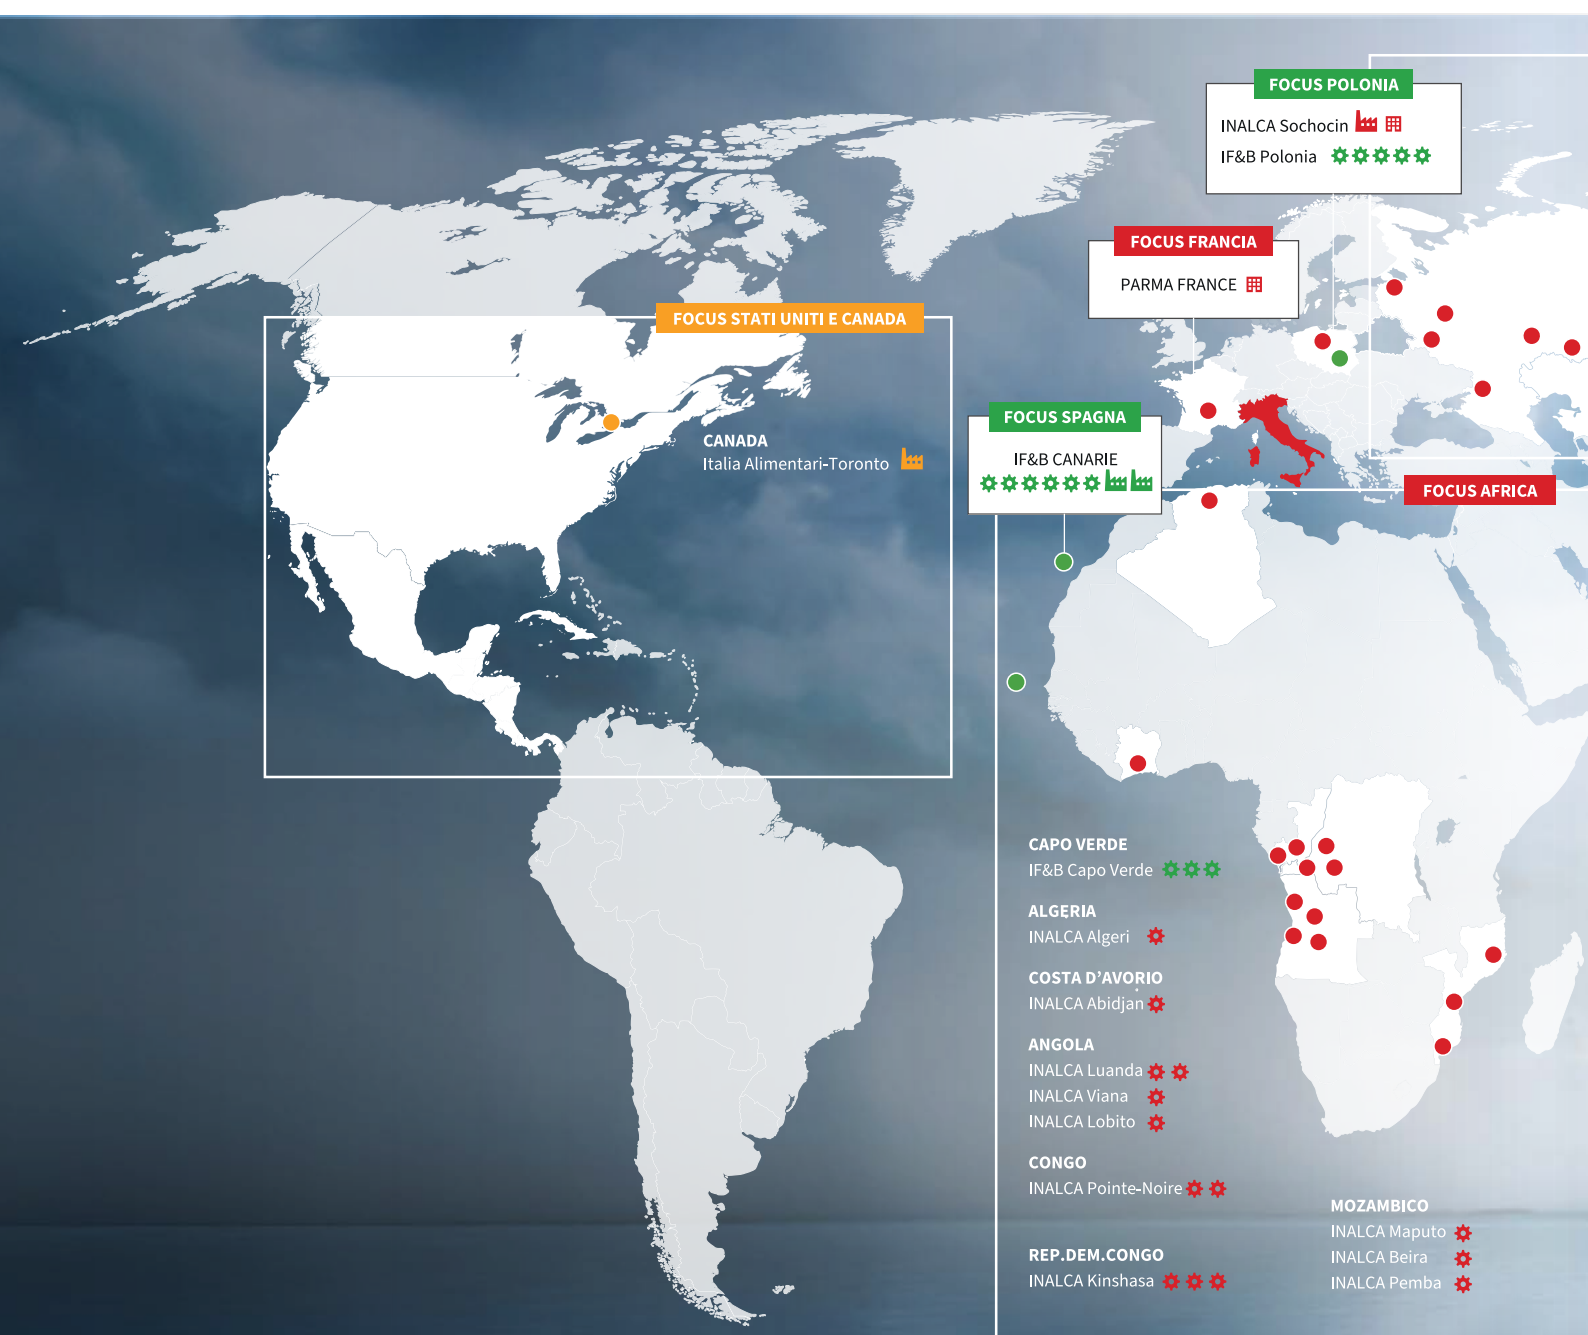 FOCUS POLONIA
INALCA Sochocin
IF&B Polonia
FOCUS FRANCIA
PARMA FRANCE
FOCUS STATI UNITI E CANADA
CANADA
Italia Alimentari-Toronto
FOCUS SPAGNA
IF&B CANARIE
FOCUS AFRICA
CAPO VERDE
IF&B Capo Verde
ALGERIA
INALCA Algeri
COSTA D'AVORIO
INALCA Abidjan
ANGOLA
INALCA Luanda
INALCA Viana
INALCA Lobito
CONGO
INALCA Pointe-Noire
REP.DEM.CONGO
INALCA Kinshasa
MOZAMBICO
INALCA Maputo
INALCA Beira
INALCA Pemba